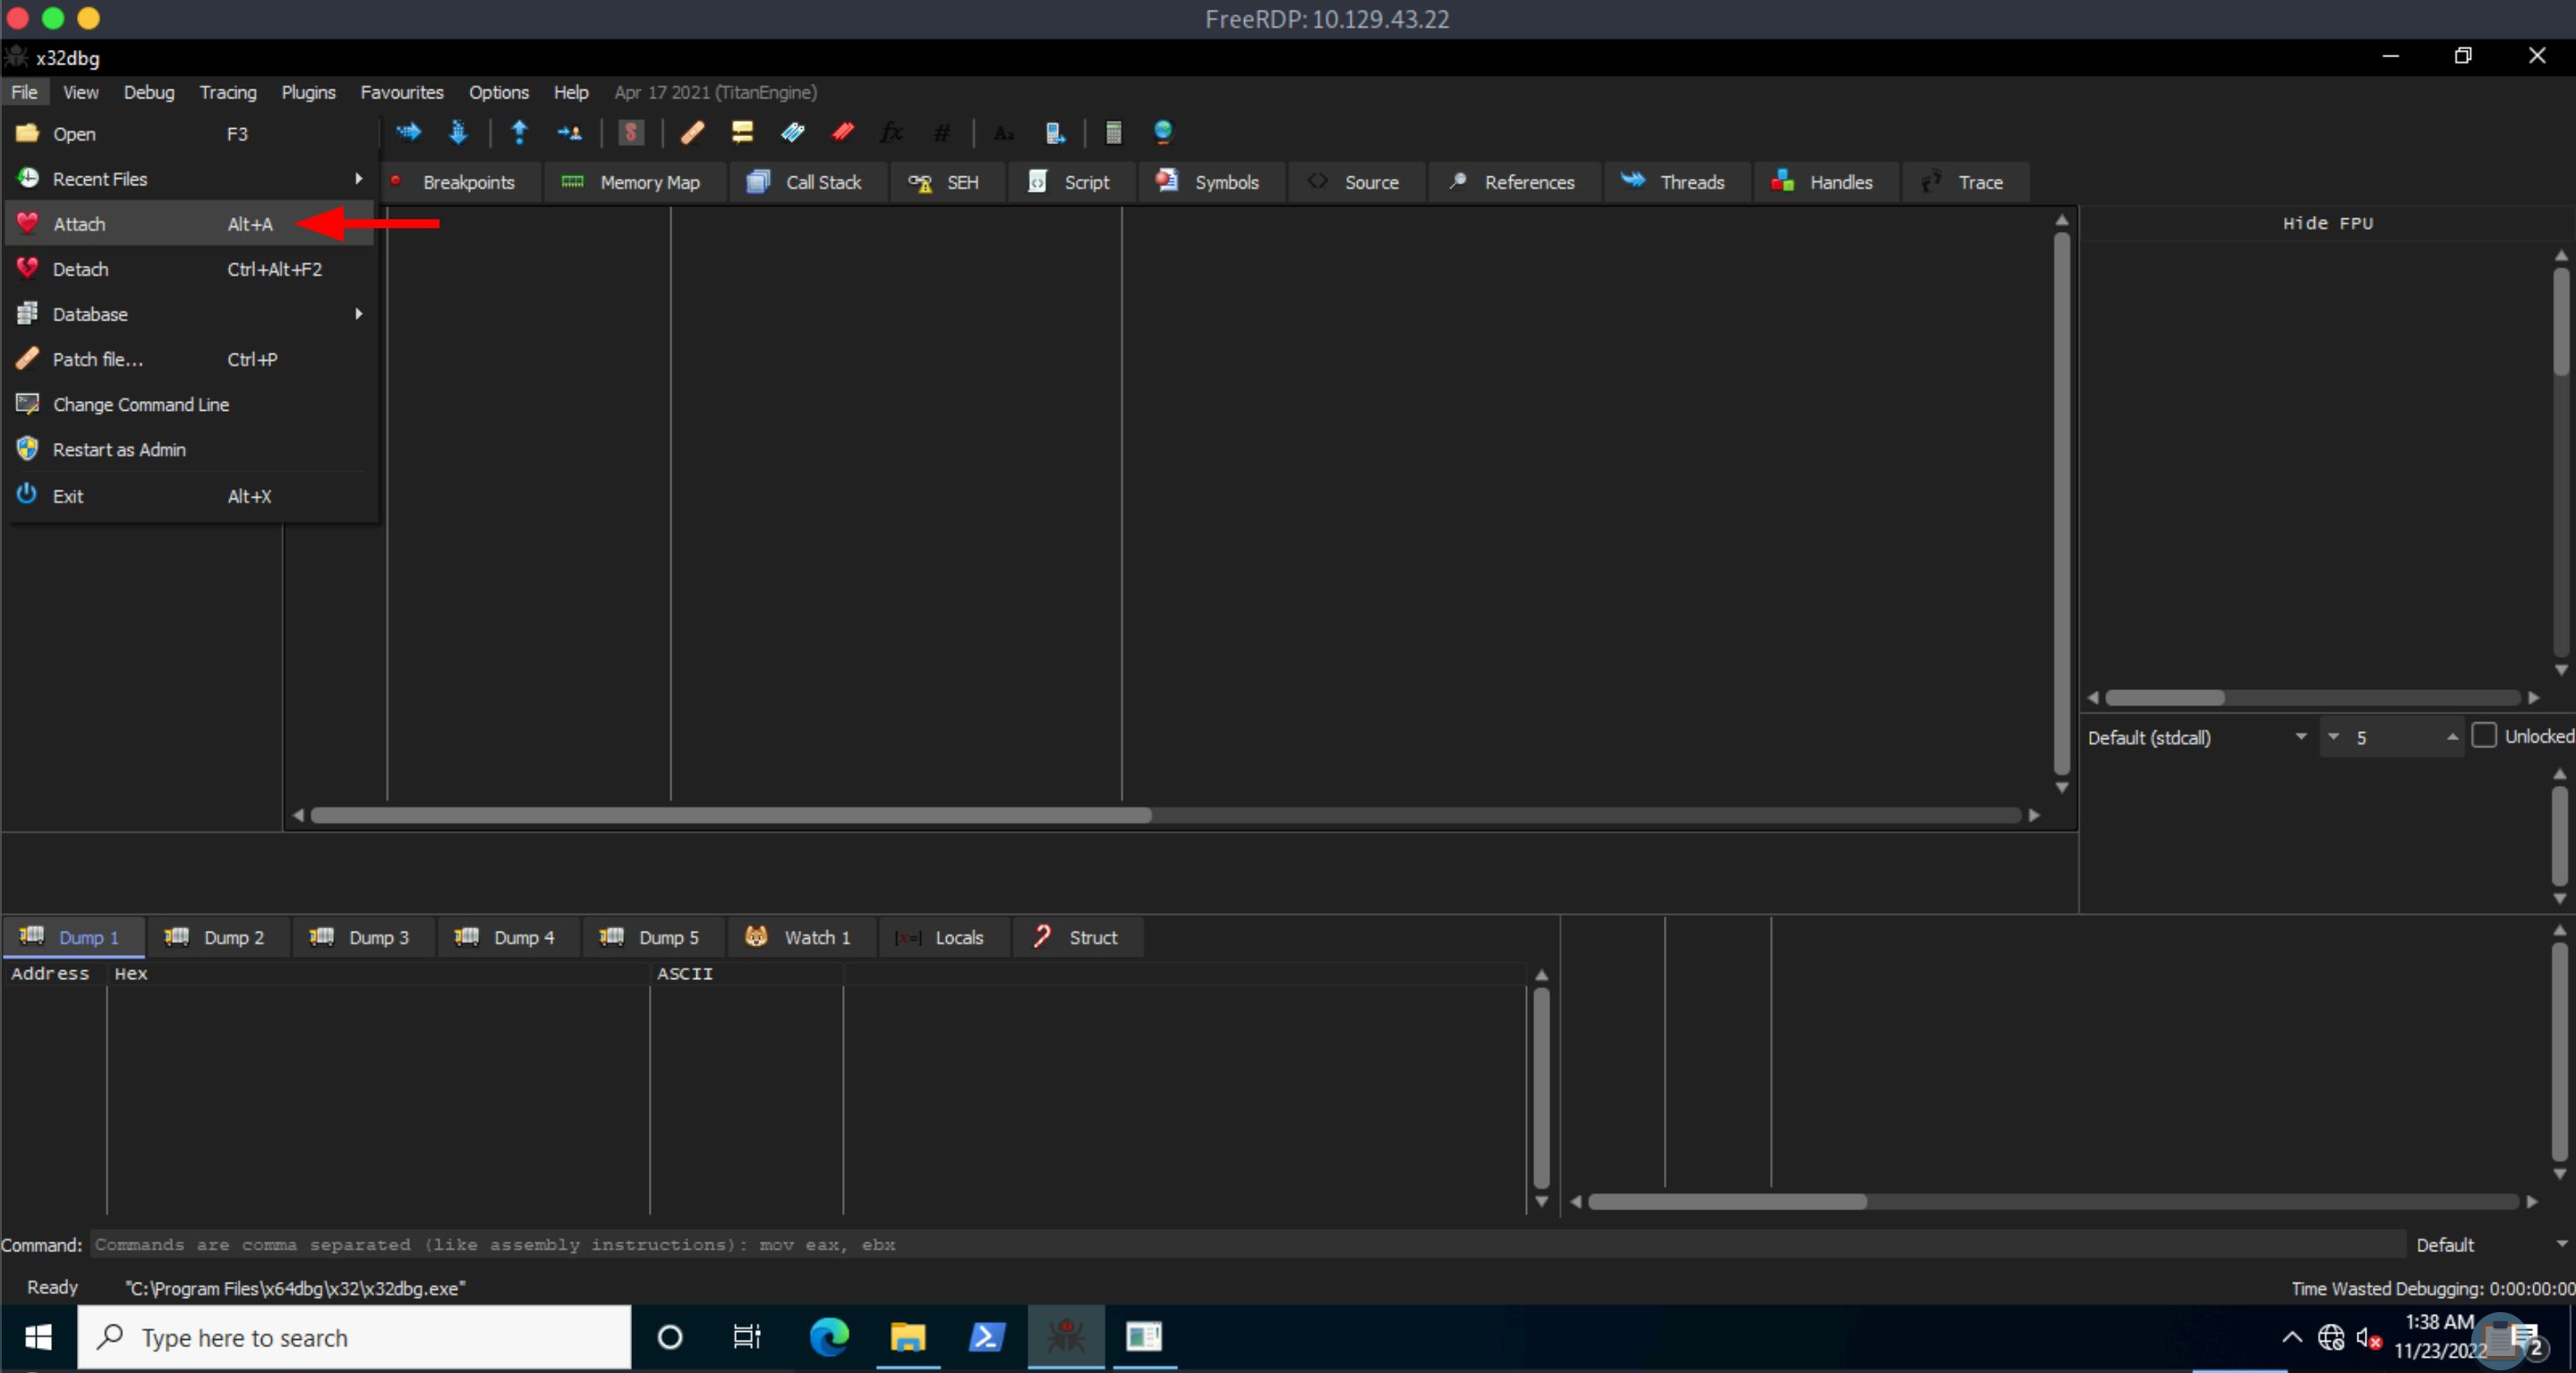 FreeRDP: 10.129.43.22
x32dbg
File View Debug Tracing Plugins Favourites Options Help Apr 17 2021 (TitanEngine)
Open F3
Recent Files
Attach Alt+A
Detach Ctrl+Alt+F2
Database
Patch file... Ctrl+P
Change Command Line
Restart as Admin
Exit Alt+X
S fx # Az
Breakpoints Memory Map Call Stack SEH Script Symbols Source References Threads Handles Trace
Hide FPU
Default (stdcall) 5 Unlocked
Dump 1 Dump 2 Dump 3 Dump 4 Dump 5 Watch 1 [x=] Locals Struct
Address Hex ASCII
Command: Commands are comma separated (like assembly instructions): mov eax, ebx Default
Ready "C:\Program Files\x64dbg\x32\x32dbg.exe" Time Wasted Debugging: 0:00:00:00
Type here to search
1:38 AM
11/23/2022
2